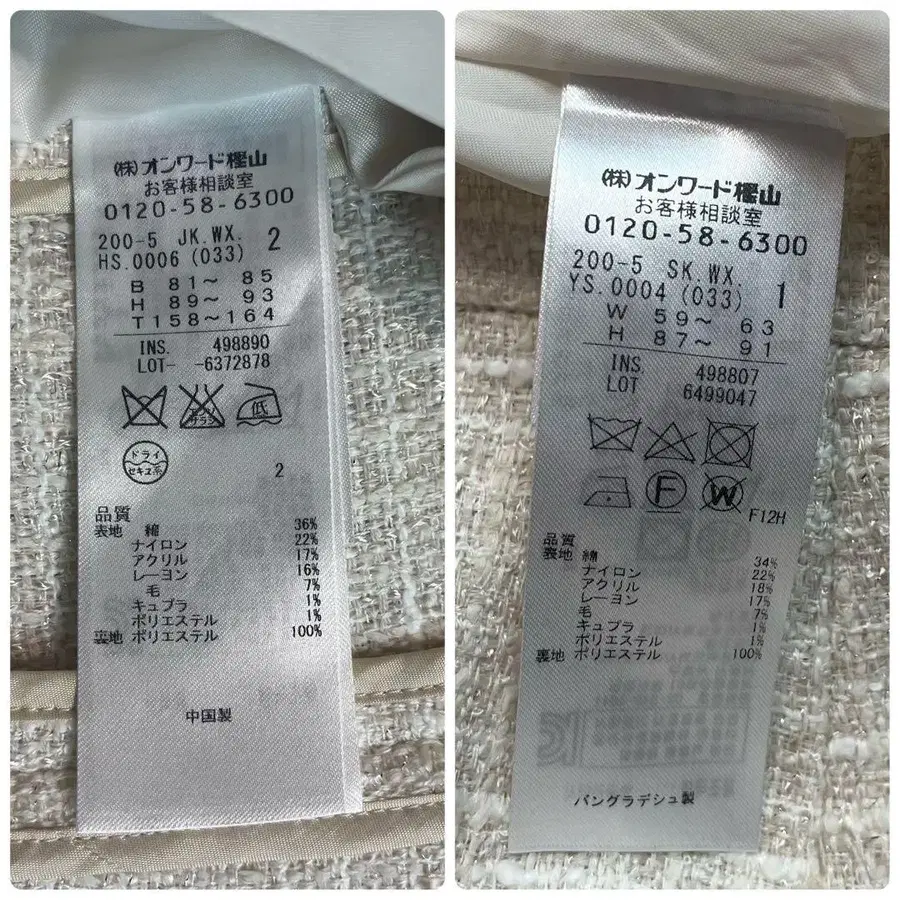 (株)オンワード樫山
お客様相談室
0120-58-6300
200-5 JK.WX. 2
HS.0006(033)
B 81～ 85
H 89～ 93
T158～164
INS. 498890
LOT- -6372878
エンソ サラシ
低
ドライ
セキユ系
2
品質
表地 綿 36%
ナイロン 22%
アクリル 17%
レーヨン 16%
毛 7%
キュプラ 1%
ポリエステル 1%
裏地 ポリエステル 100%
中国製
(株)オンワード樫山
お客様相談室
0120-58-6300
200-5 SK.WX. 1
YS.0004(033)
W 59～ 63
H 87～ 91
INS 498807
LOT 6499047
F
W
F12H
品質
表地 綿 34%
ナイロン 22%
アクリル 18%
レーヨン 17%
毛 7%
キュプラ 1%
ポリエステル 1%
裏地 ポリエステル 100%
バングラデシュ製